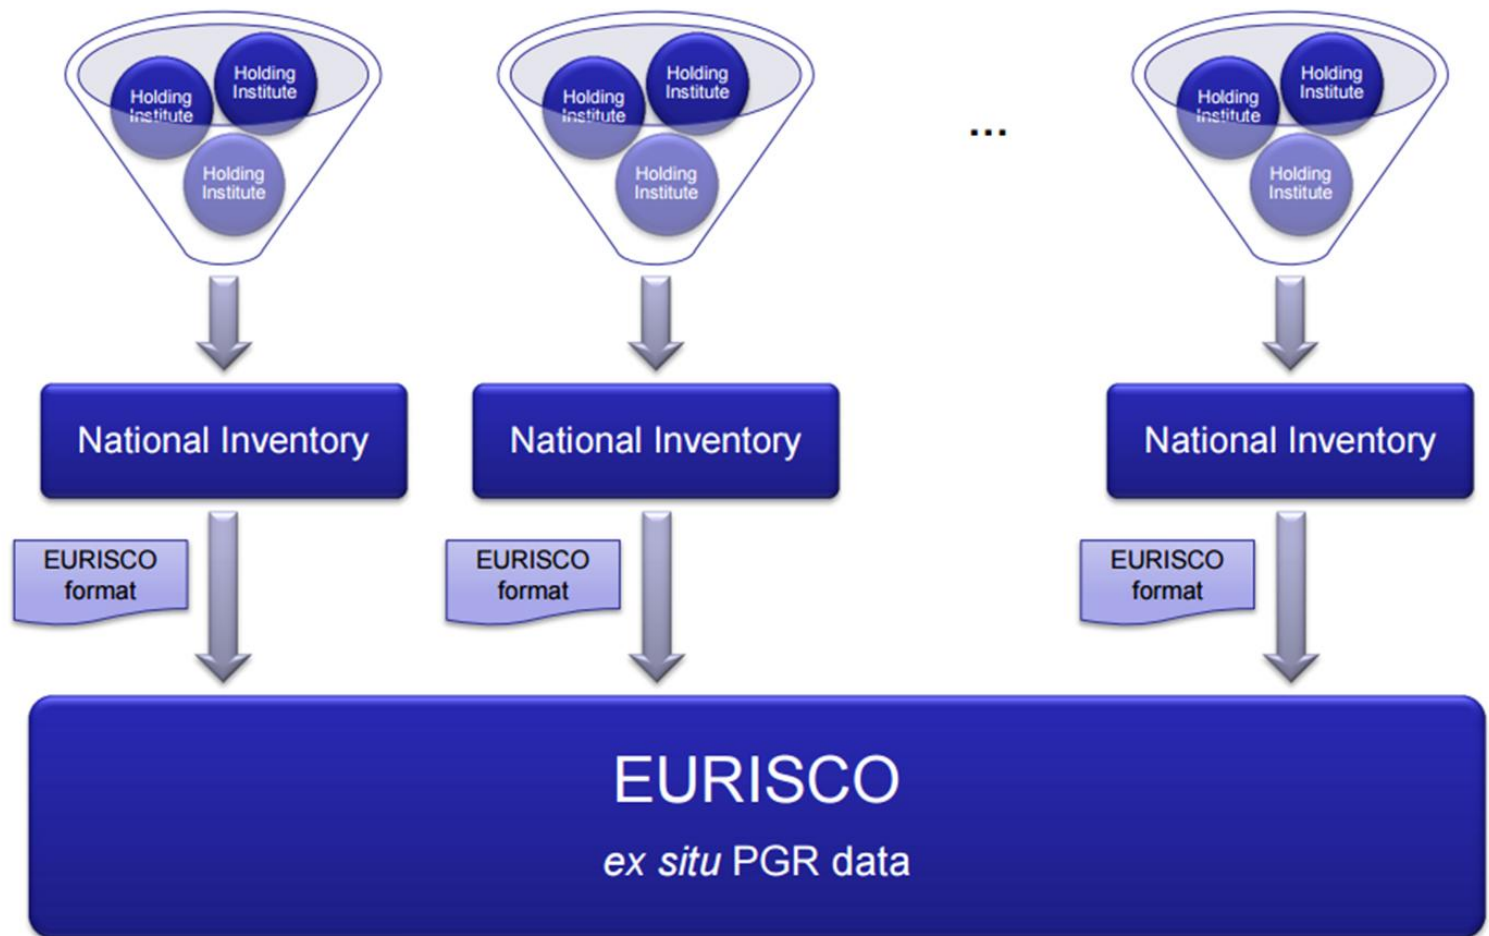 Holding
Institute
Holding
Institute
Holding
Institute
Holding
Institute
Holding
Institute
Holding
Institute
...
Holding
Institute
Holding
Institute
Holding
Institute
National Inventory
National Inventory
National Inventory
EURISCO
format
EURISCO
format
EURISCO
format
EURISCO
ex situ PGR data